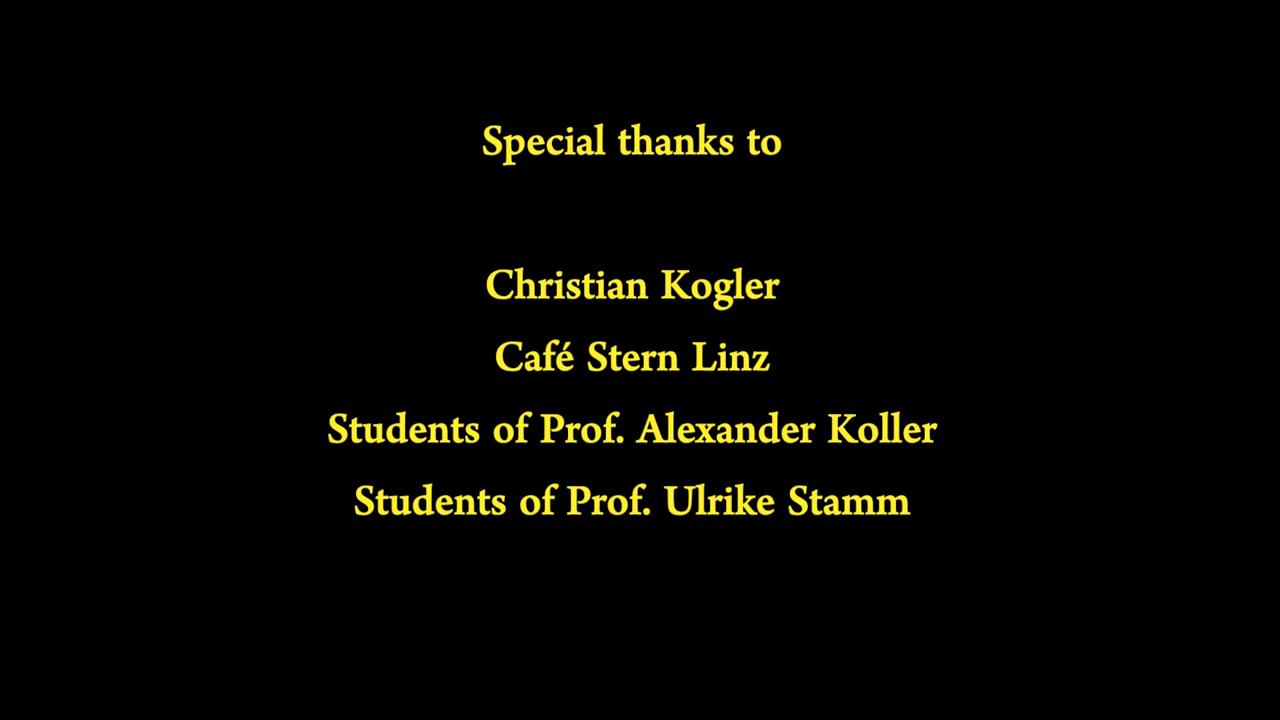 Special thanks to
Christian Kogler
Café Stern Linz
Students of Prof. Alexander Koller
Students of Prof. Ulrike Stamm